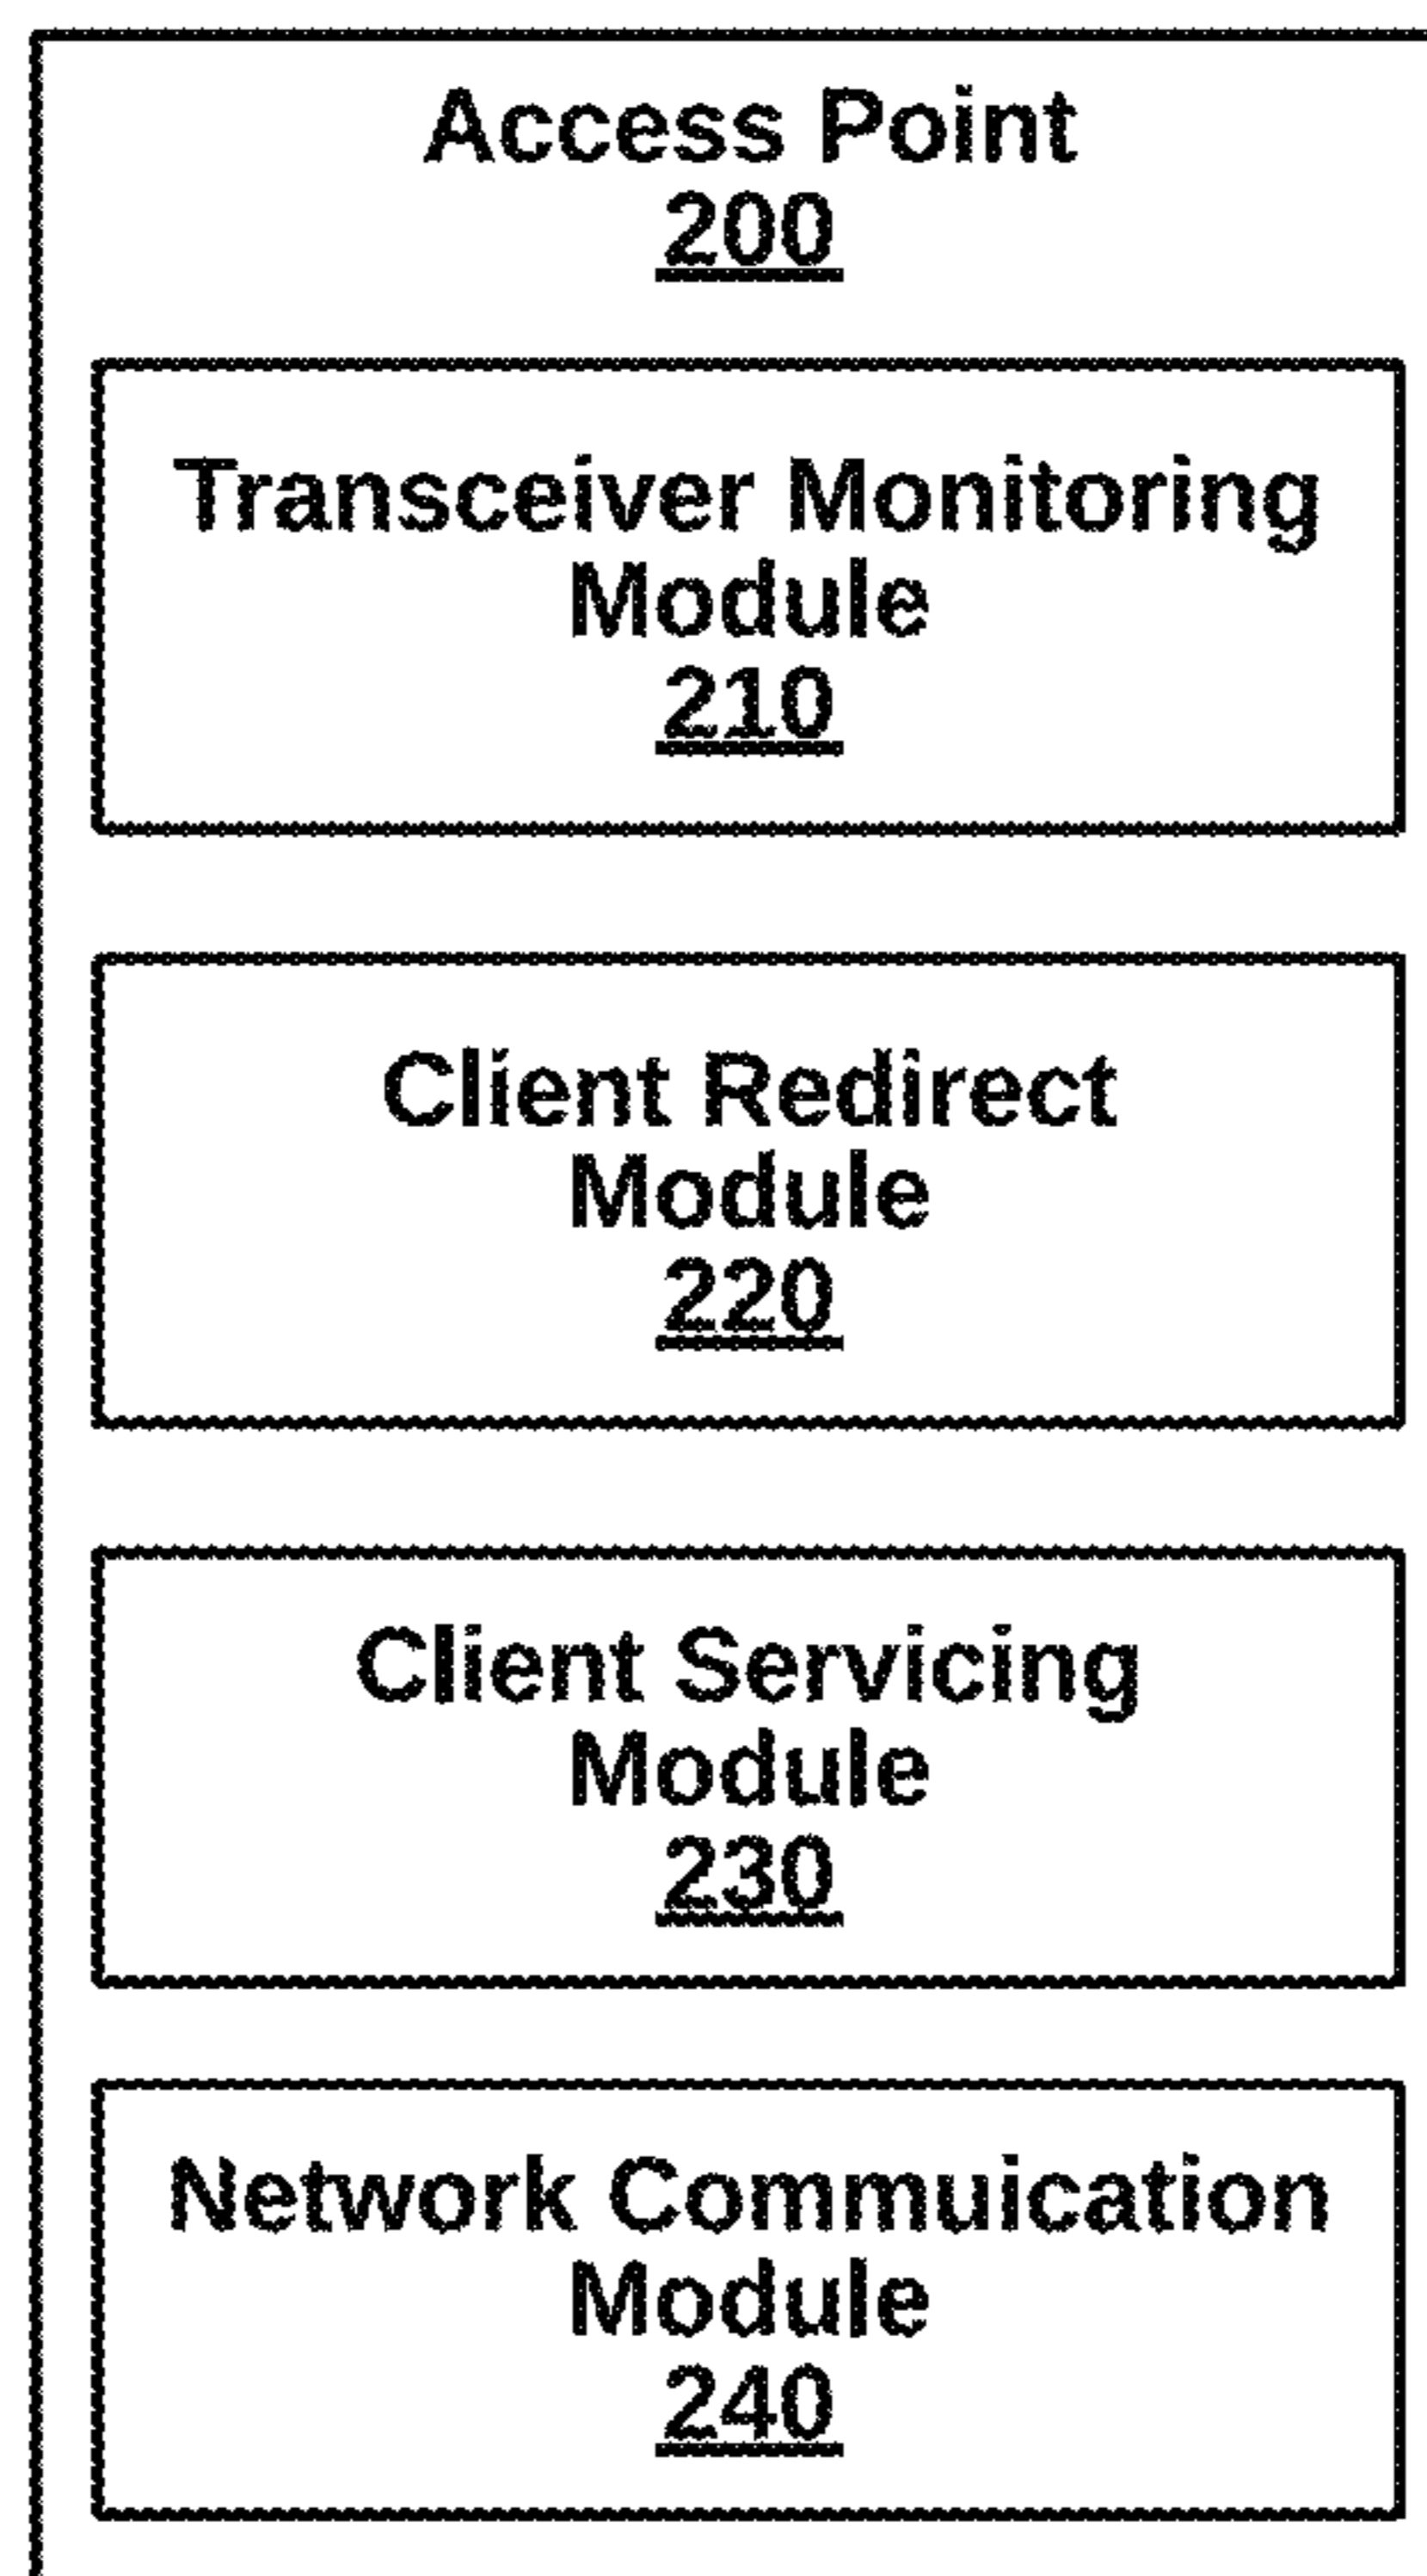 Access Point
200
Transceiver Monitoring
Module
210
Client Redirect
Module
220
Client Servicing
Module
230
Network Commuication
Module
240